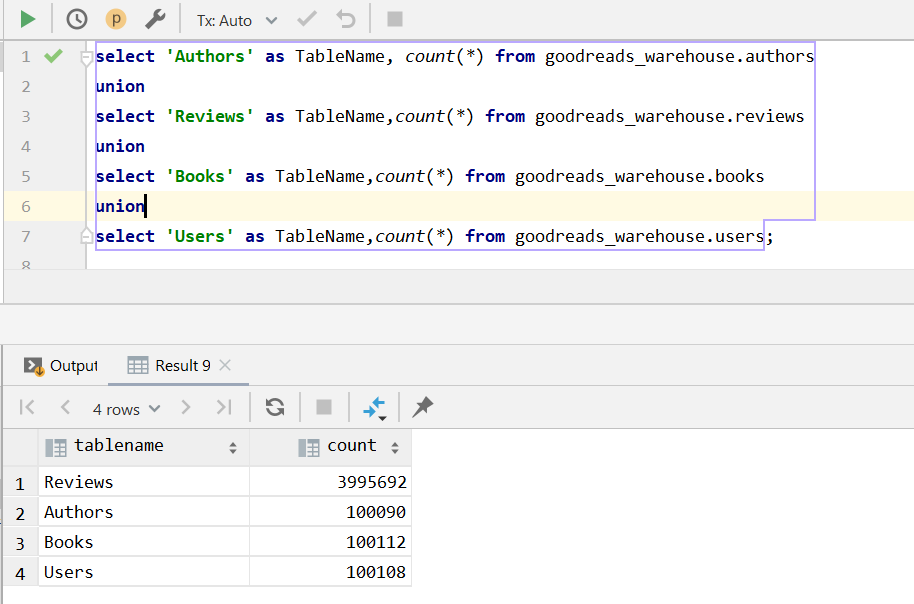 p Tx: Auto
1 select 'Authors' as TableName, count(*) from goodreads_warehouse.authors
2 union
3 select 'Reviews' as TableName,count(*) from goodreads_warehouse.reviews
4 union
5 select 'Books' as TableName,count(*) from goodreads_warehouse.books
6 union
7 select 'Users' as TableName,count(*) from goodreads_warehouse.users;
8
Output Result 9
4 rows
tablename count
1 Reviews 3995692
2 Authors 100090
3 Books 100112
4 Users 100108